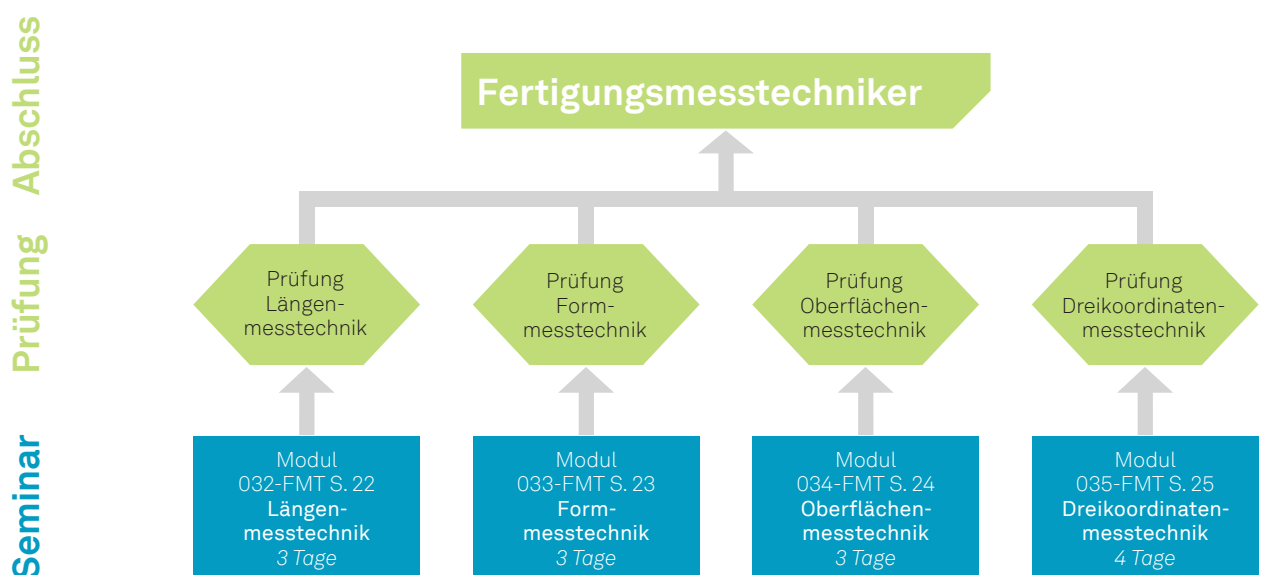 Abschluss
Fertigungsmesstechniker
Prüfung
Prüfung
Längen-
messtechnik
Prüfung
Form-
messtechnik
Prüfung
Oberflächen-
messtechnik
Prüfung
Dreikoordinaten-
messtechnik
Seminar
Modul
032-FMT S. 22
Längen-
messtechnik
3 Tage
Modul
033-FMT S. 23
Form-
messtechnik
3 Tage
Modul
034-FMT S. 24
Oberflächen-
messtechnik
3 Tage
Modul
035-FMT S. 25
Dreikoordinaten-
messtechnik
4 Tage